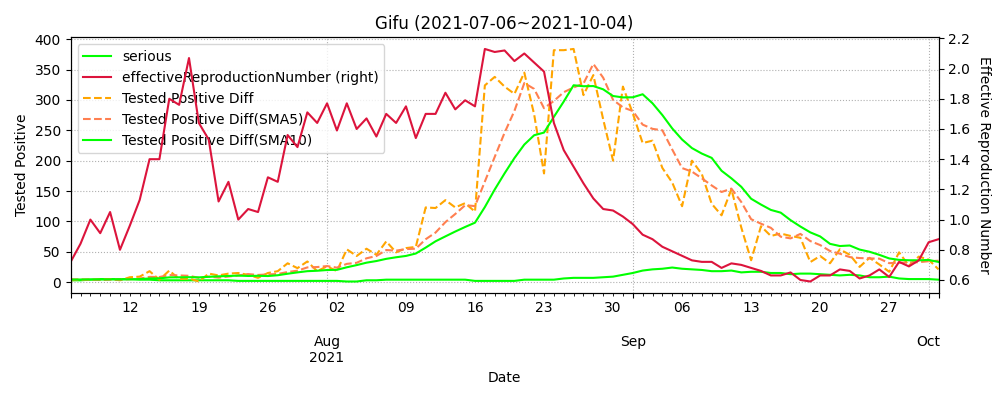 Gifu (2021-07-06~2021-10-04)
serious
effectiveReproductionNumber (right)
Tested Positive Diff
Tested Positive Diff(SMA5)
Tested Positive Diff(SMA10)
Tested Positive
400
350
300
250
200
150
100
50
0
2.2
2.0
1.8
1.6
1.4
1.2
1.0
0.8
0.6
Effective Reproduction Number
12 19 26 02 09 16 23 30 06 13 20 27
Aug Sep Oct
2021
Date